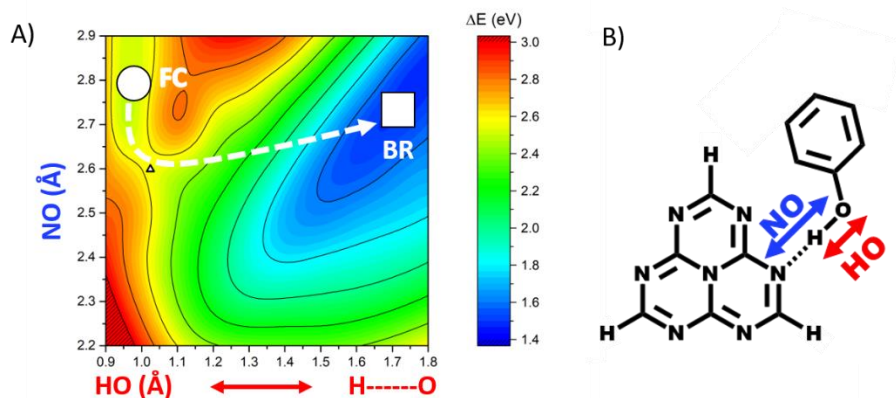 A)
ΔE (eV)
2.9
2.8
2.7
2.6
2.5
2.4
2.3
2.2
NO (Å)
FC
BR
0.9 1.0 1.1 1.2 1.3 1.4 1.5 1.6 1.7 1.8
HO (Å) H------O
3.0
2.8
2.6
2.4
2.2
2.0
1.8
1.6
1.4
B)
H
NO
O
H
HO
N N
N N N
H N N H